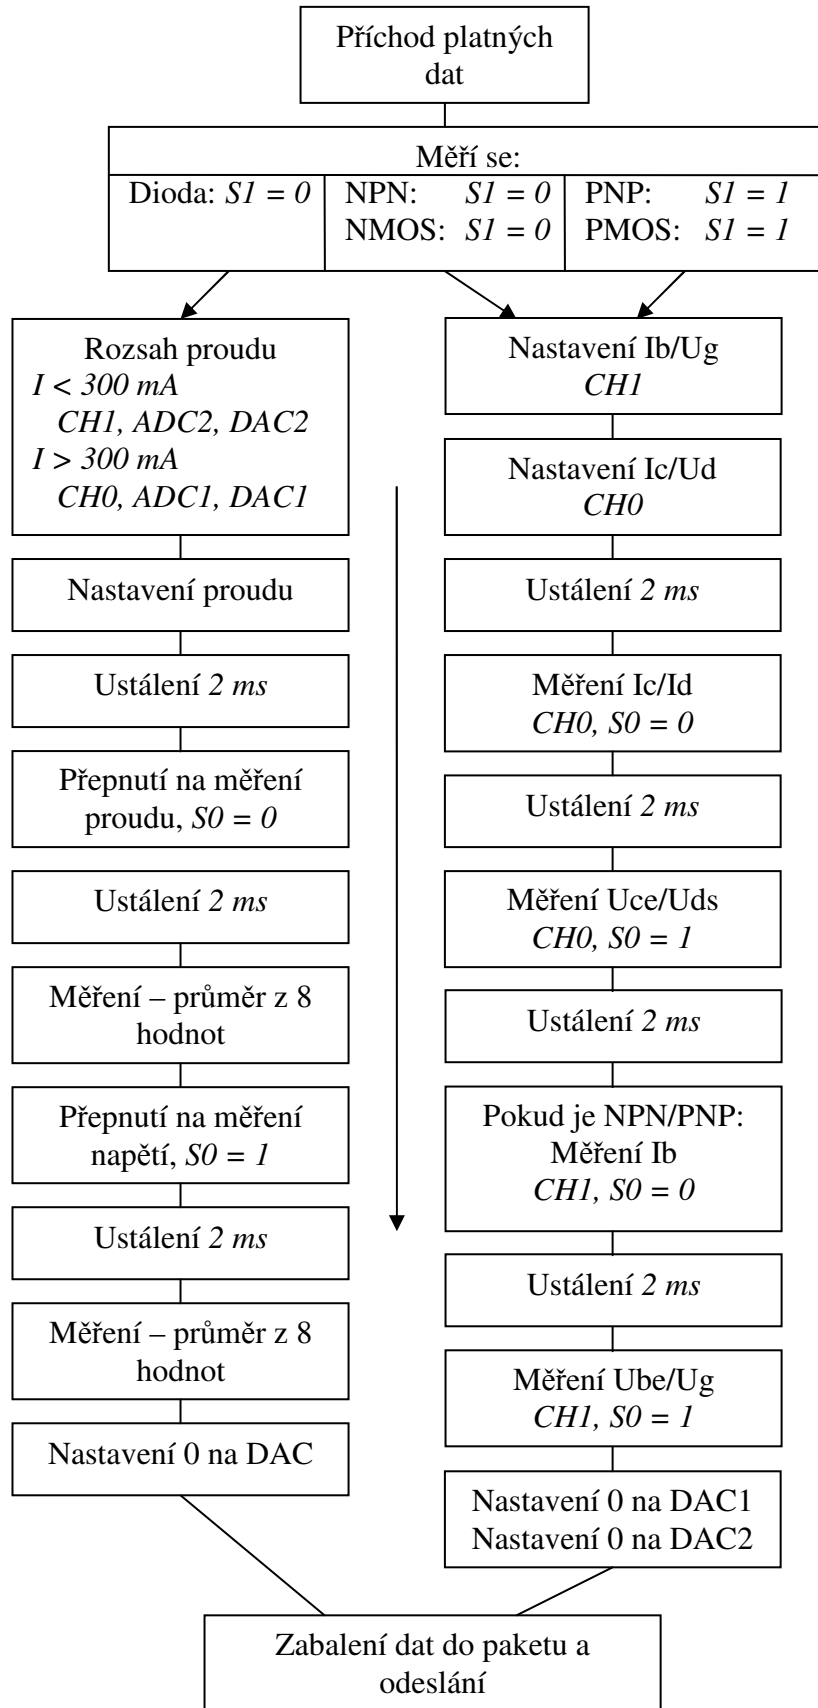 Příchod platných
dat
Měří se:
Dioda: S1 = 0
NPN: S1 = 0
NMOS: S1 = 0
PNP: S1 = 1
PMOS: S1 = 1
Rozsah proudu
I < 300 mA
CH1, ADC2, DAC2
I > 300 mA
CH0, ADC1, DAC1
Nastavení proudu
Ustálení 2 ms
Přepnutí na měření
proudu, S0 = 0
Ustálení 2 ms
Měření – průměr z 8
hodnot
Přepnutí na měření
napětí, S0 = 1
Ustálení 2 ms
Měření – průměr z 8
hodnot
Nastavení 0 na DAC
Nastavení Ib/Ug
CH1
Nastavení Ic/Ud
CH0
Ustálení 2 ms
Měření Ic/Id
CH0, S0 = 0
Ustálení 2 ms
Měření Uce/Uds
CH0, S0 = 1
Ustálení 2 ms
Pokud je NPN/PNP:
Měření Ib
CH1, S0 = 0
Ustálení 2 ms
Měření Ube/Ug
CH1, S0 = 1
Nastavení 0 na DAC1
Nastavení 0 na DAC2
Zabalení dat do paketu a
odeslání